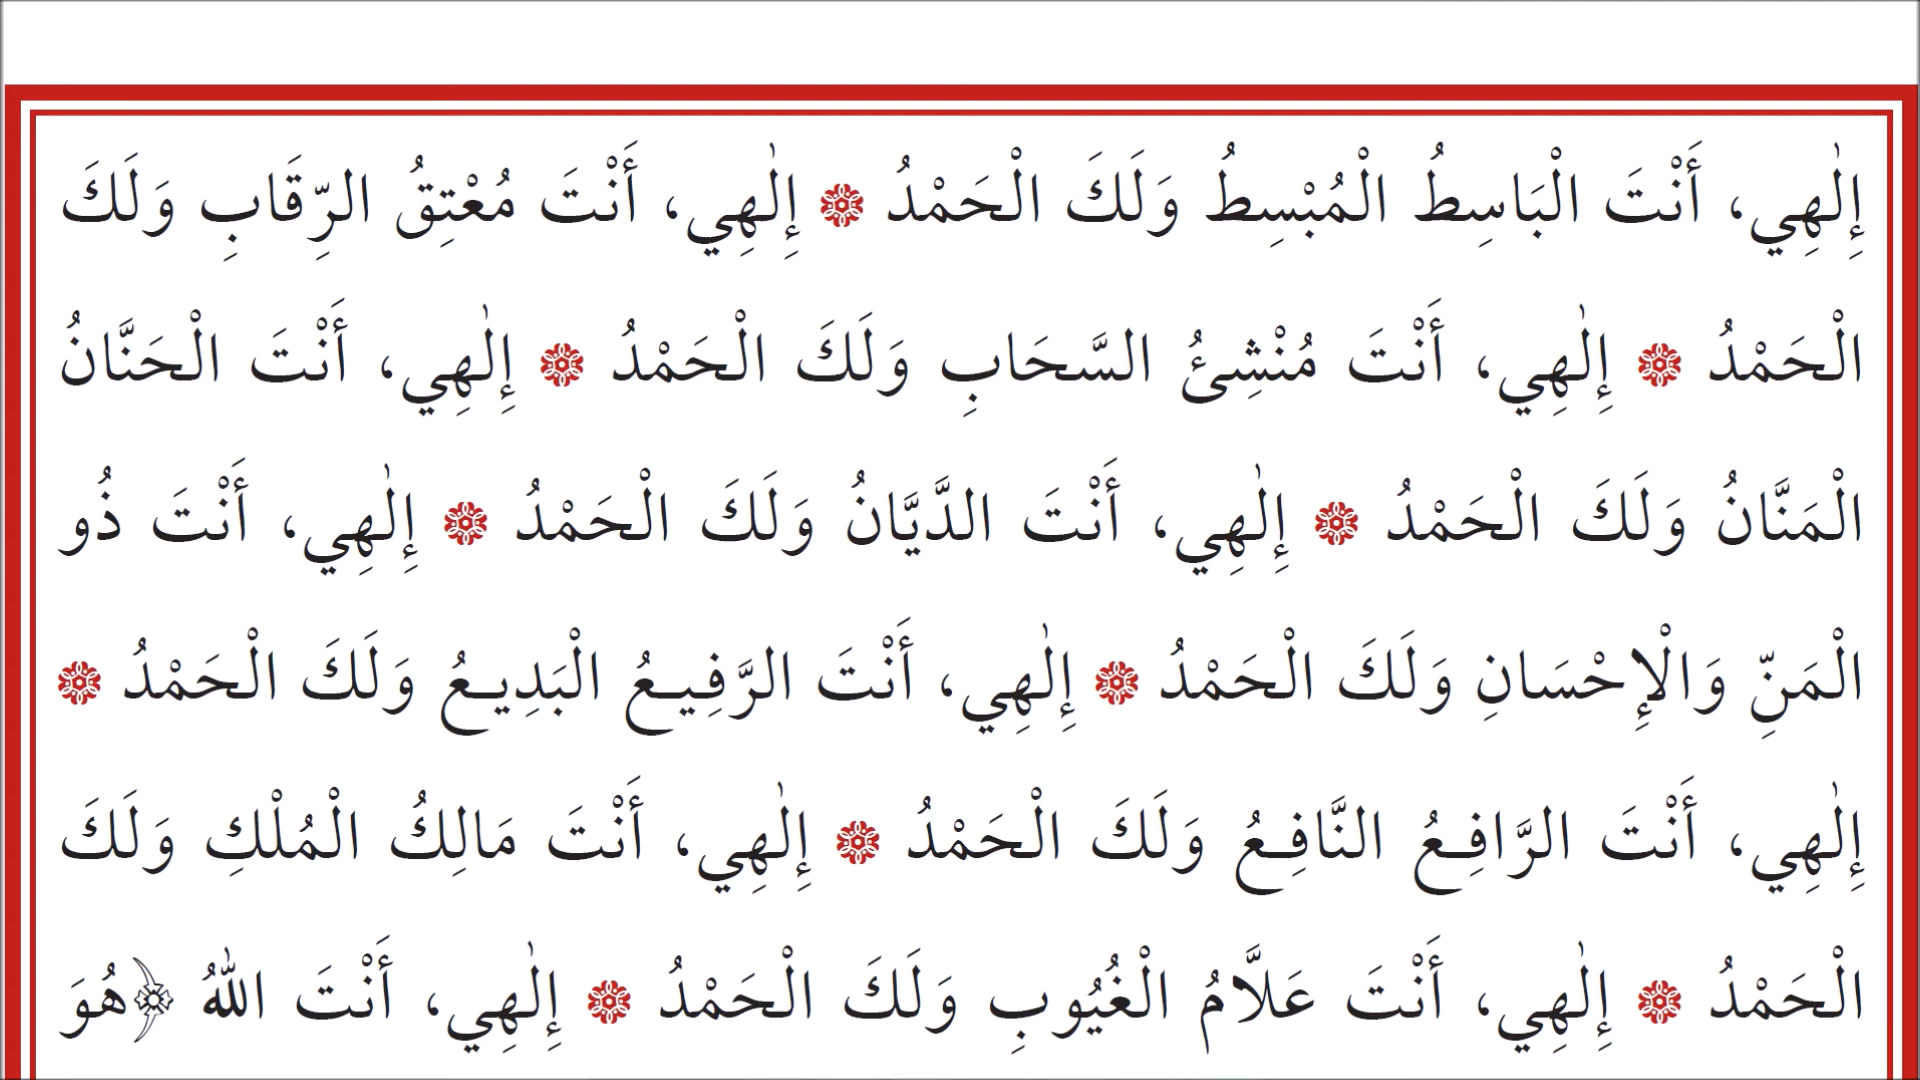 إِلٰهِي، أَنْتَ الْبَاسِطُ الْمُبْسِطُ وَلَكَ الْحَمْدُ ۞ إِلٰهِي، أَنْتَ مُعْتِقُ الرِّقَابِ وَلَكَ
الْحَمْدُ ۞ إِلٰهِي، أَنْتَ مُنْشِئُ السَّحَابِ وَلَكَ الْحَمْدُ ۞ إِلٰهِي، أَنْتَ الْحَنَّانُ
الْمَنَّانُ وَلَكَ الْحَمْدُ ۞ إِلٰهِي، أَنْتَ الدَّيَّانُ وَلَكَ الْحَمْدُ ۞ إِلٰهِي، أَنْتَ ذُو
الْمَنِّ وَالْإِحْسَانِ وَلَكَ الْحَمْدُ ۞ إِلٰهِي، أَنْتَ الرَّفِيعُ الْبَدِيعُ وَلَكَ الْحَمْدُ ۞
إِلٰهِي، أَنْتَ الرَّافِعُ النَّافِعُ وَلَكَ الْحَمْدُ ۞ إِلٰهِي، أَنْتَ مَالِكُ الْمُلْكِ وَلَكَ
الْحَمْدُ ۞ إِلٰهِي، أَنْتَ عَلَّامُ الْغُيُوبِ وَلَكَ الْحَمْدُ ۞ إِلٰهِي، أَنْتَ اللهُ ﴿هُوَ